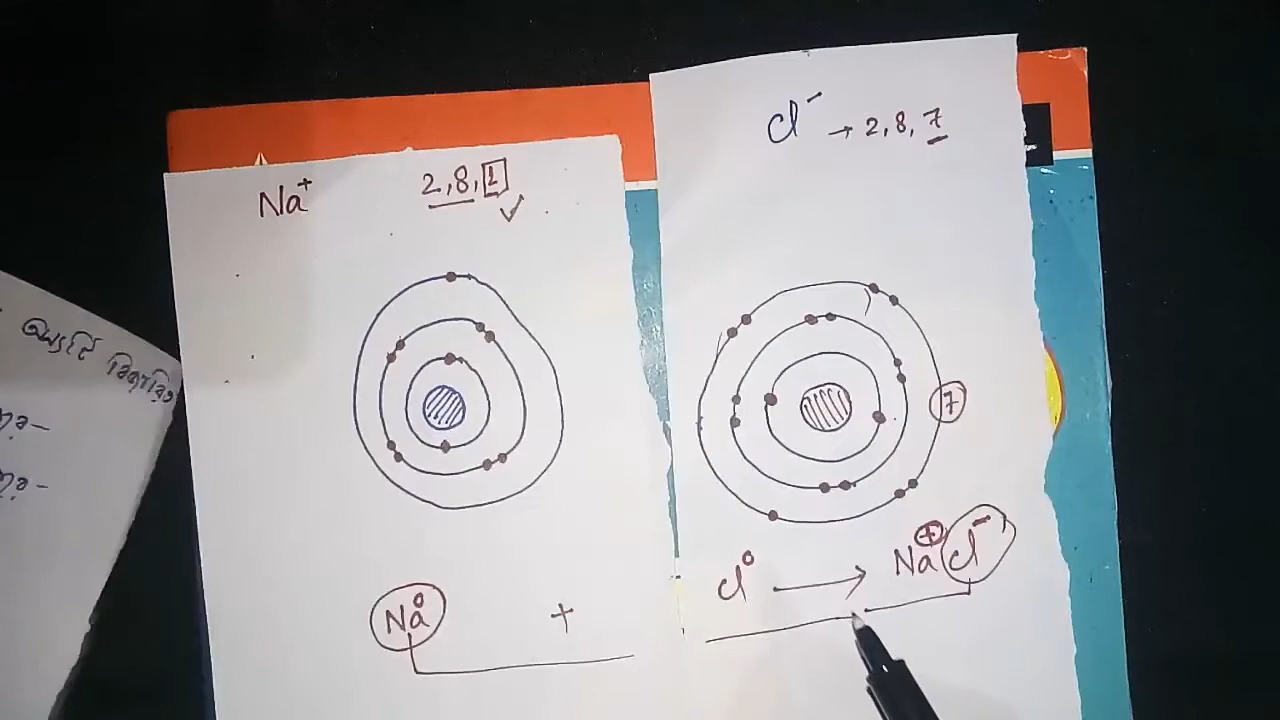 Na⁺ 2,8,1
Cl⁻ → 2,8,7
7
Na⁰ + Cl⁰ → Na⁺Cl⁻